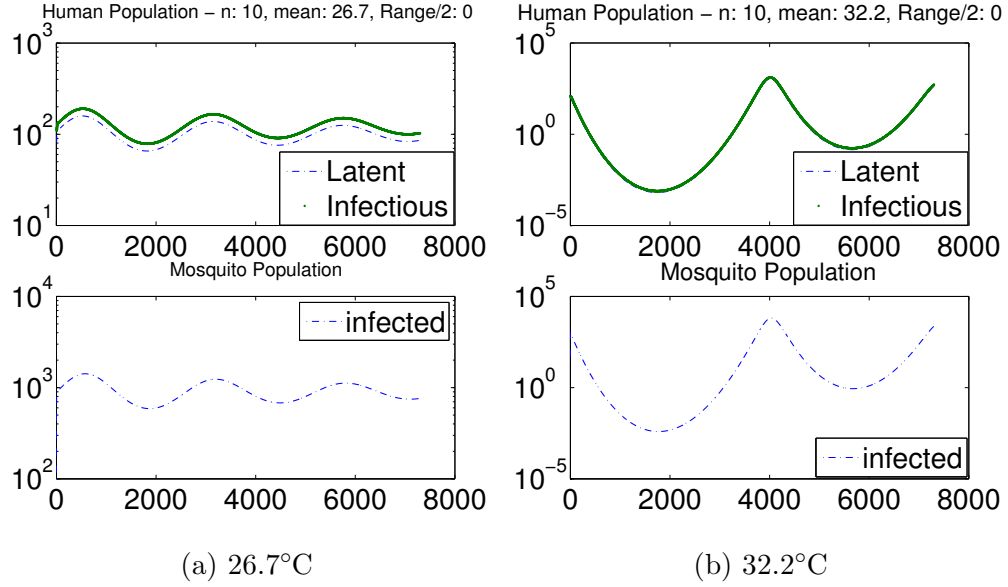 Human Population – n: 10, mean: 26.7, Range/2: 0
10^3
10^2
10^1
Latent
Infectious
0 2000 4000 6000 8000
Mosquito Population
10^4
10^3
10^2
infected
0 2000 4000 6000 8000
(a) 26.7°C
Human Population – n: 10, mean: 32.2, Range/2: 0
10^5
10^0
10^-5
Latent
Infectious
0 2000 4000 6000 8000
Mosquito Population
10^5
10^0
10^-5
infected
0 2000 4000 6000 8000
(b) 32.2°C